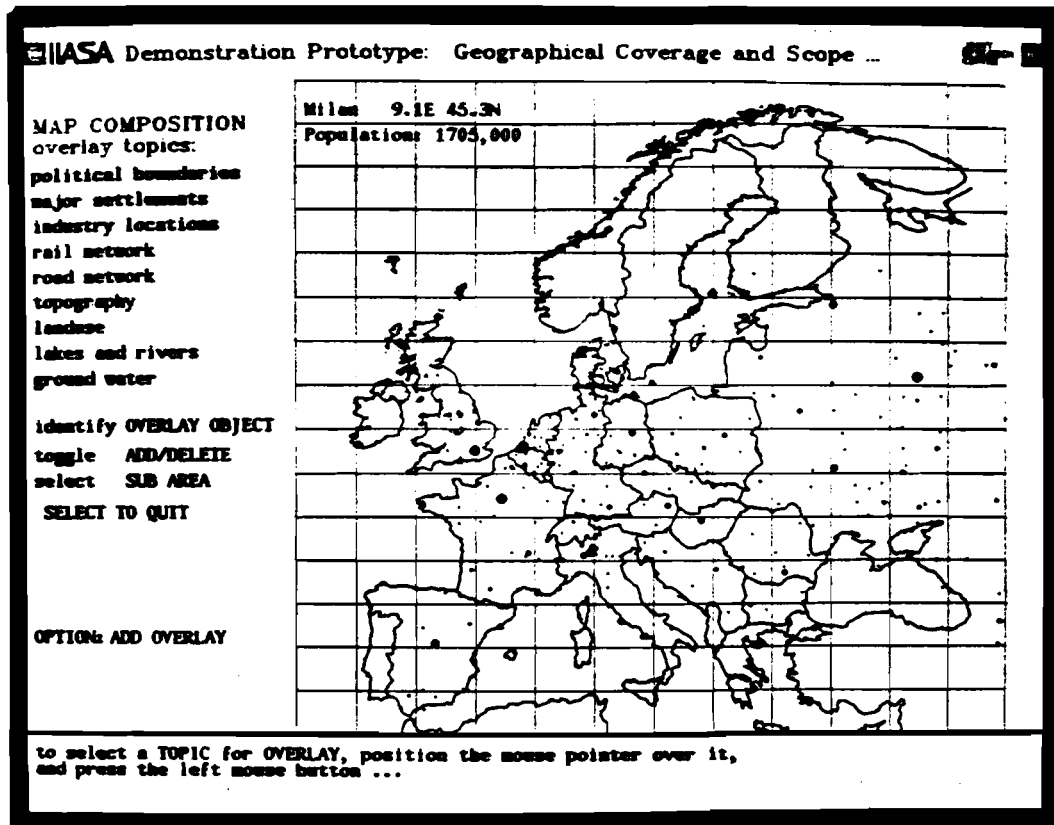 IIASA Demonstration Prototype: Geographical Coverage and Scope ...
Milan 9.1E 45.3N
Population: 1705,000
MAP COMPOSITION
overlay topics:
political boundaries
major settlements
industry locations
rail network
road network
topography
landuse
lakes and rivers
ground water
identify OVERLAY OBJECT
toggle ADD/DELETE
select SUB AREA
SELECT TO QUIT
OPTION: ADD OVERLAY
to select a TOPIC for OVERLAY, position the mouse pointer over it,
and press the left mouse button ...